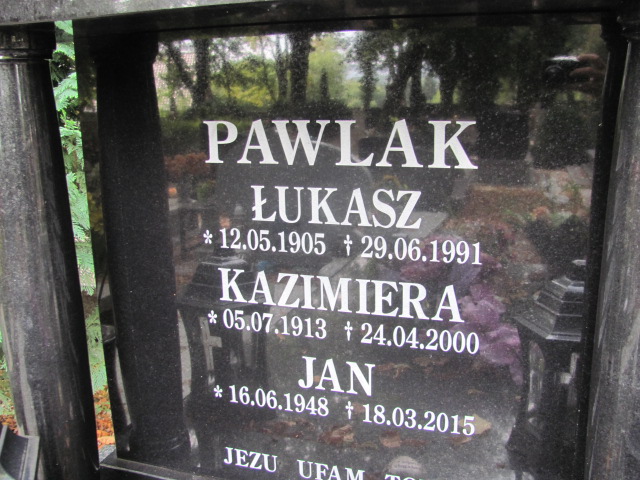 PAWLAK
ŁUKASZ
* 12.05.1905 † 29.06.1991
KAZIMIERA
* 05.07.1913 † 24.04.2000
JAN
* 16.06.1948 † 18.03.2015
JEZU UFAM